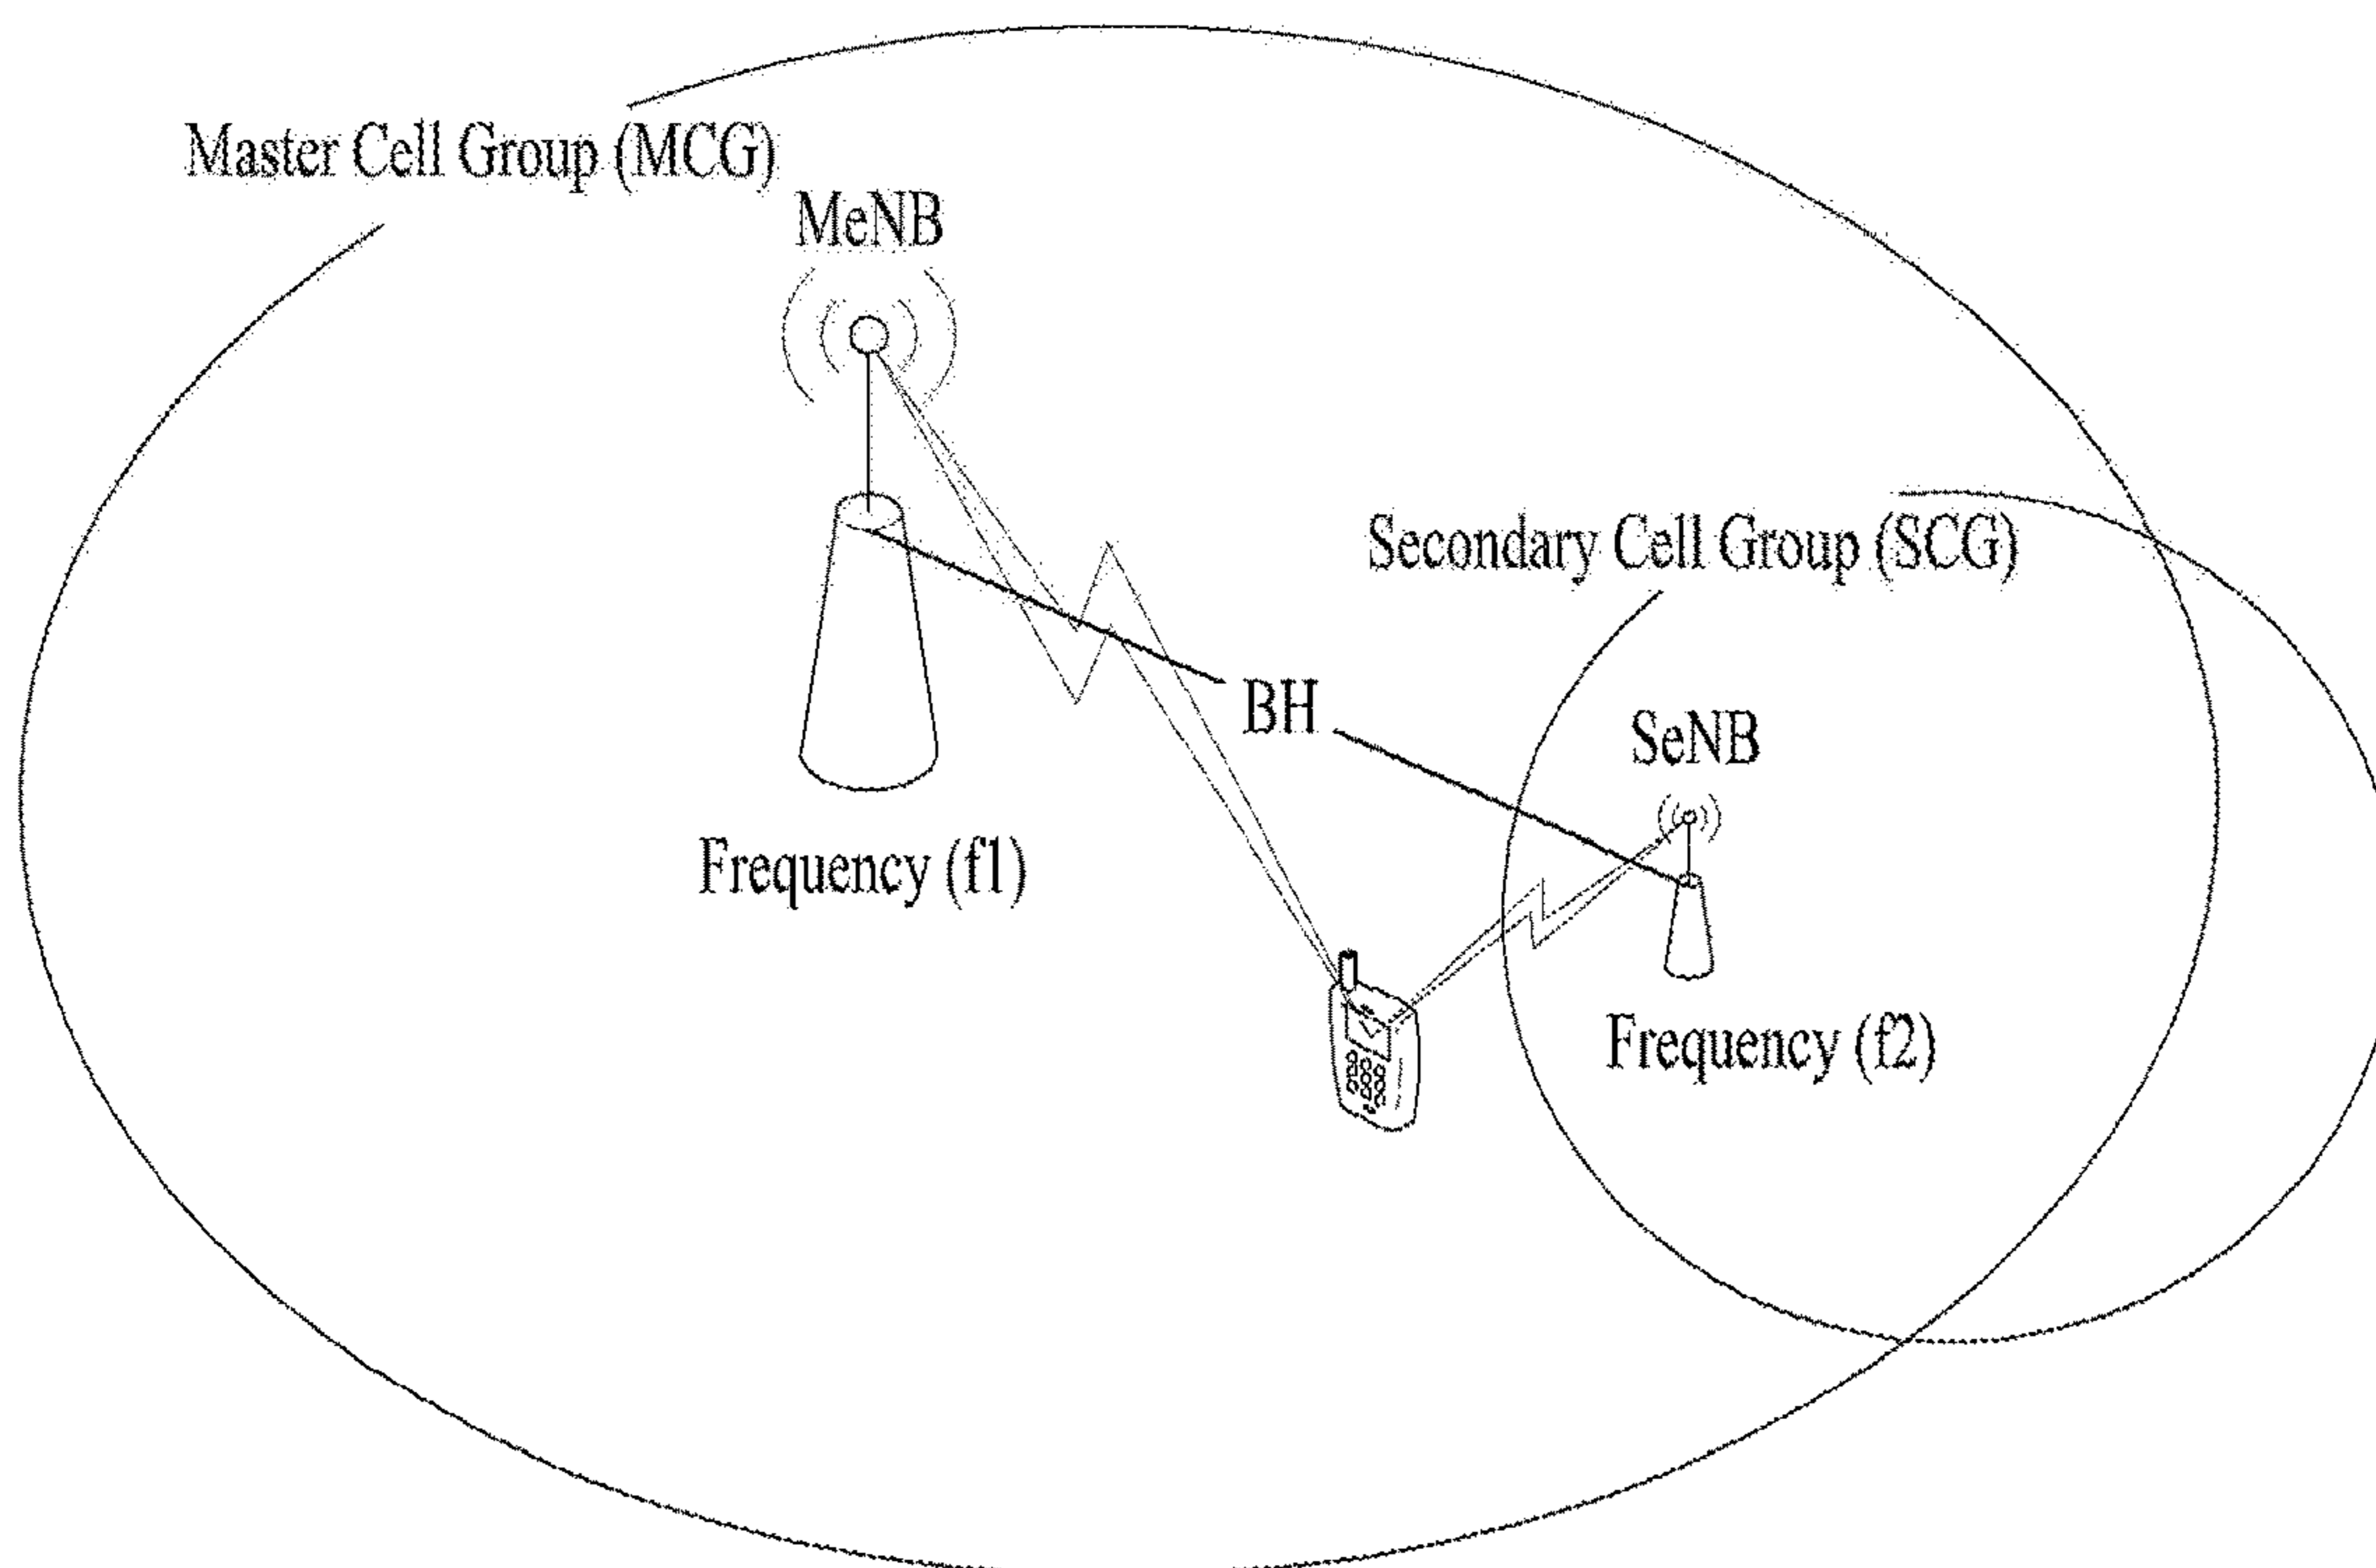 Master Cell Group (MCG)
MeNB
Secondary Cell Group (SCG)
BH
SeNB
Frequency (f1)
Frequency (f2)